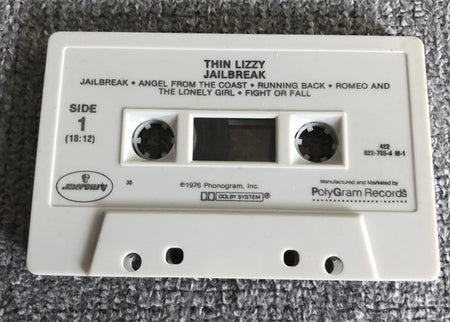 THIN LIZZY
JAILBREAK
JAILBREAK • ANGEL FROM THE COAST • RUNNING BACK • ROMEO AND
THE LONELY GIRL • FIGHT OR FALL
SIDE
1
(18:12)
422
822-785-4 M-1
mercury
38
℗1976 Phonogram, Inc.
DOLBY SYSTEM®
Manufactured and Marketed by
PolyGram Records